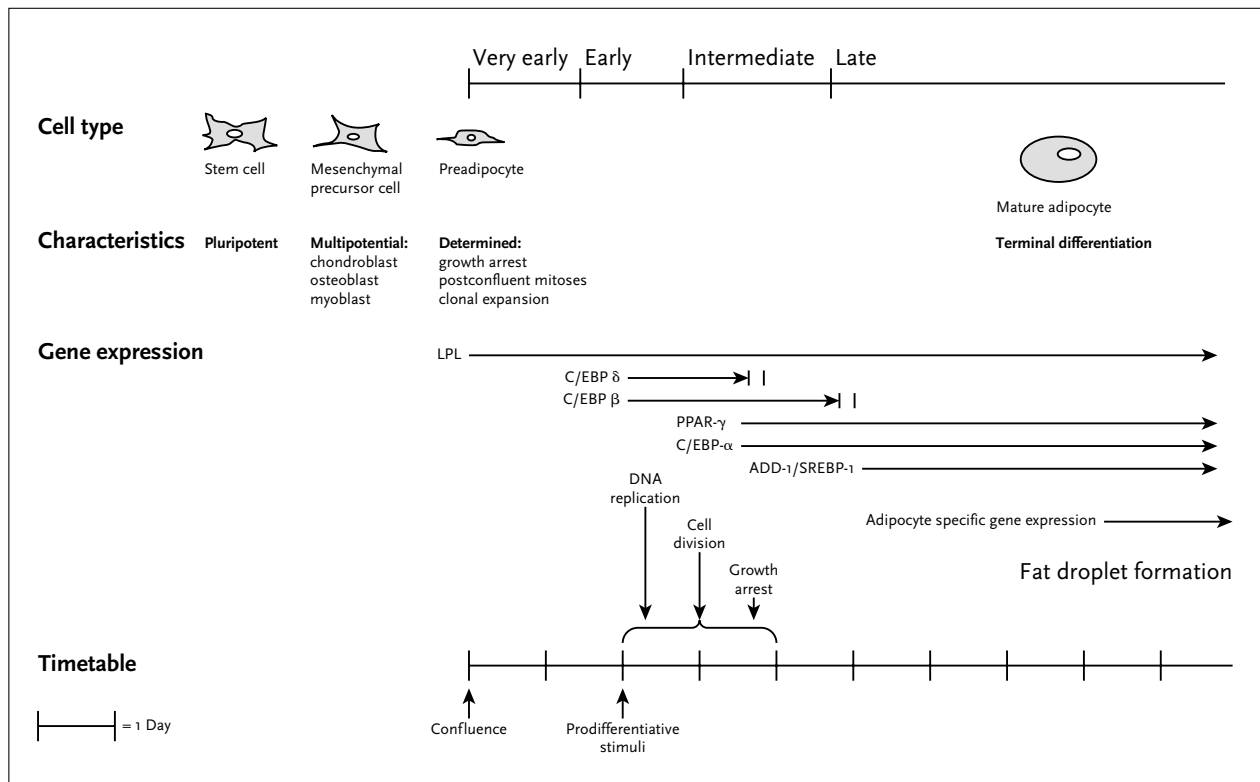 Very early Early Intermediate Late
Cell type
Stem cell Mesenchymal precursor cell Preadipocyte
Mature adipocyte
Characteristics Pluripotent Multipotential: Determined: Terminal differentiation
chondroblast growth arrest
osteoblast postconfluent mitoses
myoblast clonal expansion
Gene expression
LPL
C/EBP δ
C/EBP β
PPAR-γ
C/EBP-α
ADD-1/SREBP-1
DNA
replication
Adipocyte specific gene expression
Cell
division
Growth
arrest
Fat droplet formation
Timetable
= 1 Day
Confluence
Prodifferentiative
stimuli